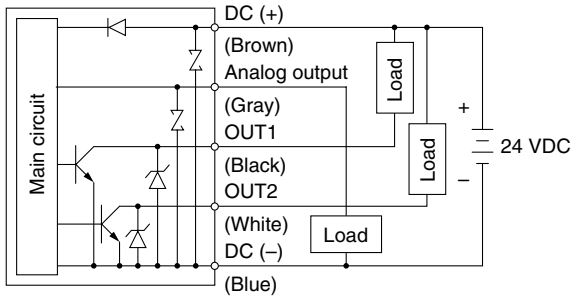 DC (+)
(Brown)
Analog output
(Gray)
OUT1
(Black)
OUT2
(White)
DC (–)
(Blue)
Main circuit
Load
Load
Load
+
24 VDC
–